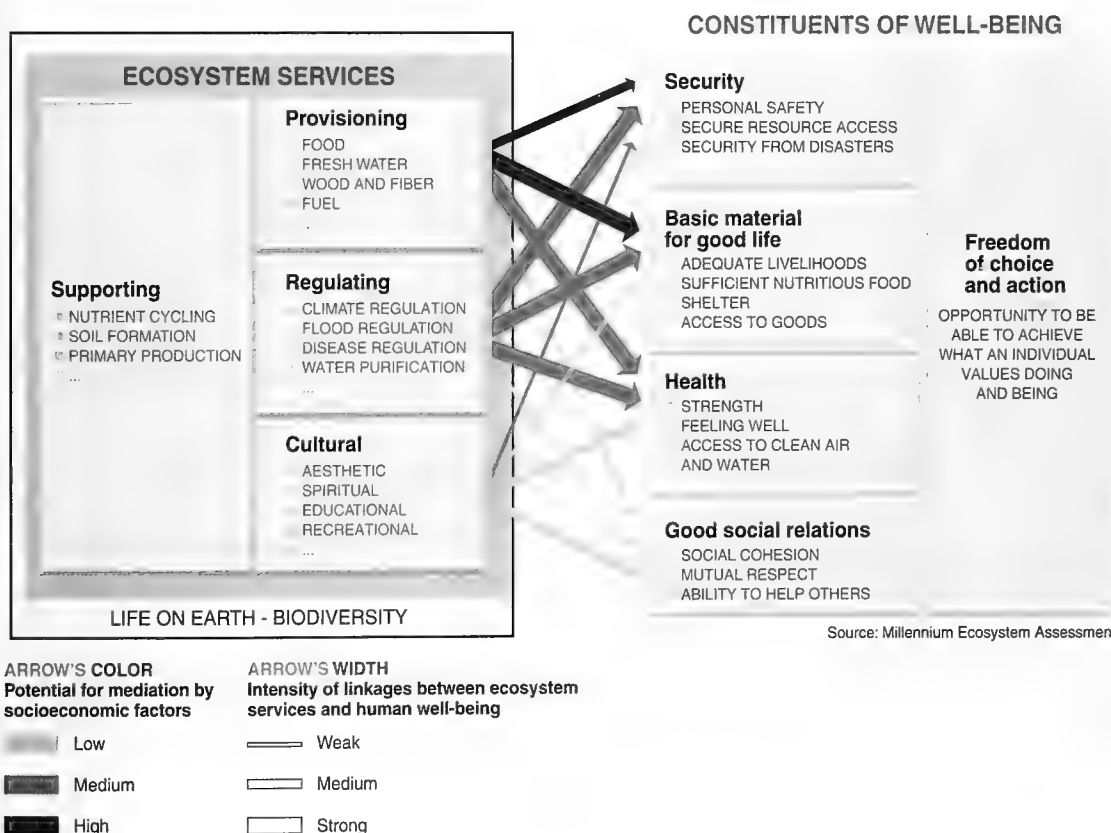 CONSTITUENTS OF WELL-BEING
ECOSYSTEM SERVICES
Supporting
NUTRIENT CYCLING
SOIL FORMATION
PRIMARY PRODUCTION
...
Provisioning
FOOD
FRESH WATER
WOOD AND FIBER
FUEL
Regulating
CLIMATE REGULATION
FLOOD REGULATION
DISEASE REGULATION
WATER PURIFICATION
...
Cultural
AESTHETIC
SPIRITUAL
EDUCATIONAL
RECREATIONAL
...
LIFE ON EARTH - BIODIVERSITY
Security
PERSONAL SAFETY
SECURE RESOURCE ACCESS
SECURITY FROM DISASTERS
Basic material
for good life
ADEQUATE LIVELIHOODS
SUFFICIENT NUTRITIOUS FOOD
SHELTER
ACCESS TO GOODS
Health
STRENGTH
FEELING WELL
ACCESS TO CLEAN AIR
AND WATER
Good social relations
SOCIAL COHESION
MUTUAL RESPECT
ABILITY TO HELP OTHERS
Freedom
of choice
and action
OPPORTUNITY TO BE
ABLE TO ACHIEVE
WHAT AN INDIVIDUAL
VALUES DOING
AND BEING
Source: Millennium Ecosystem Assessmen
ARROW'S COLOR
Potential for mediation by
socioeconomic factors
Low
Medium
High
ARROW'S WIDTH
Intensity of linkages between ecosystem
services and human well-being
Weak
Medium
Strong